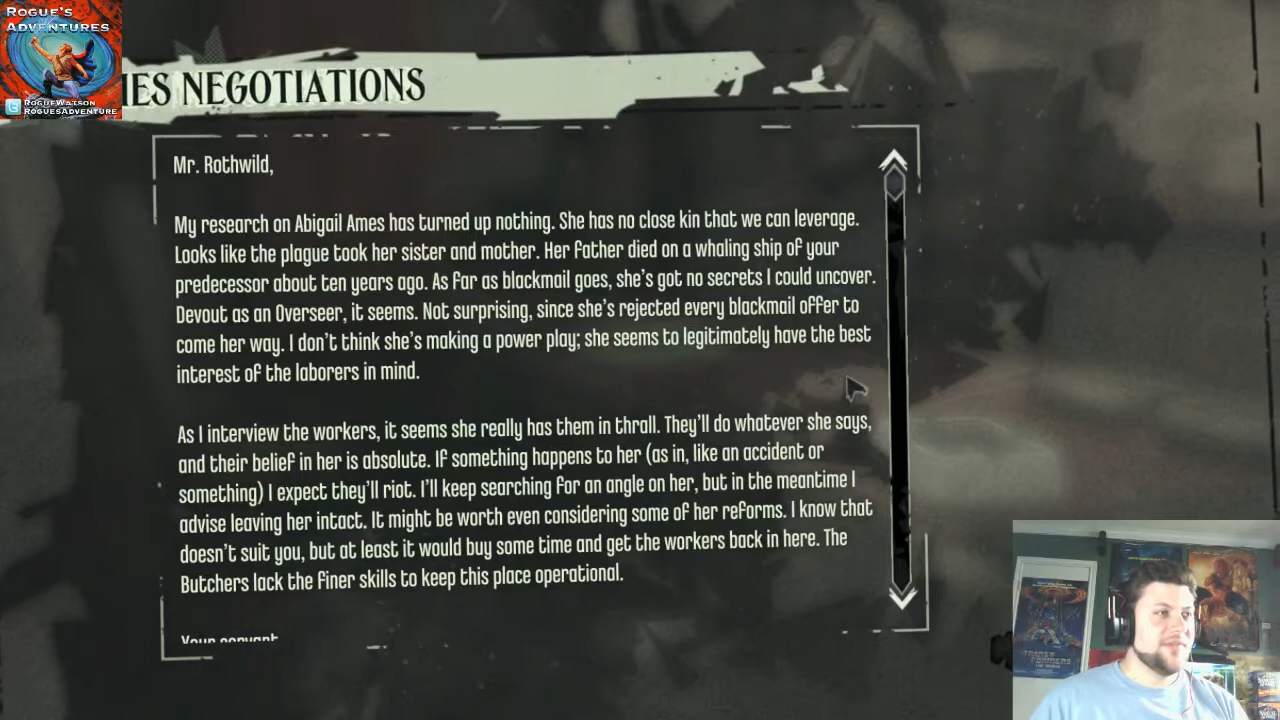 ROGUE'S
ADVENTURES
ROGUEWATSON
ROGUESADVENTURE
MES NEGOTIATIONS
Mr. Rothwild,
My research on Abigail Ames has turned up nothing. She has no close kin that we can leverage.
Looks like the plague took her sister and mother. Her Father died on a whaling ship of your
predecessor about ten years ago. As far as blackmail goes, she's got no secrets I could uncover.
Devout as an Overseer, it seems. Not surprising, since she's rejected every blackmail offer to
come her way. I don't think she's making a power play; she seems to legitimately have the best
interest of the laborers in mind.
As I interview the workers, it seems she really has them in thrall. They'll do whatever she says,
and their belief in her is absolute. If something happens to her (as in, like an accident or
something) I expect they'll riot. I'll keep searching for an angle on her, but in the meantime I
advise leaving her intact. It might be worth even considering some of her reforms. I know that
doesn't suit you, but at least it would buy some time and get the workers back in here. The
Butchers lack the finer skills to keep this place operational.
Your servant
TRANSFORMERS